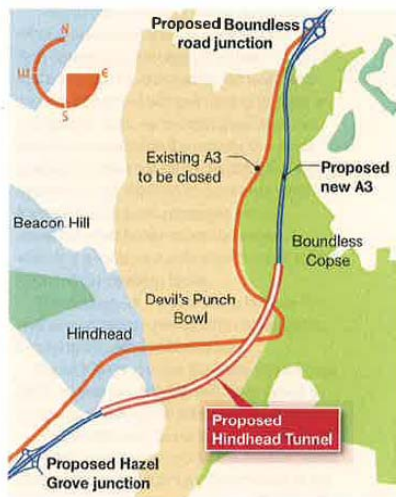 Proposed Boundless
road junction
N
W
E
S
Existing A3
to be closed
Proposed
new A3
Beacon Hill
Boundless
Copse
Devil's Punch
Bowl
Hindhead
Proposed
Hindhead Tunnel
Proposed Hazel
Grove junction